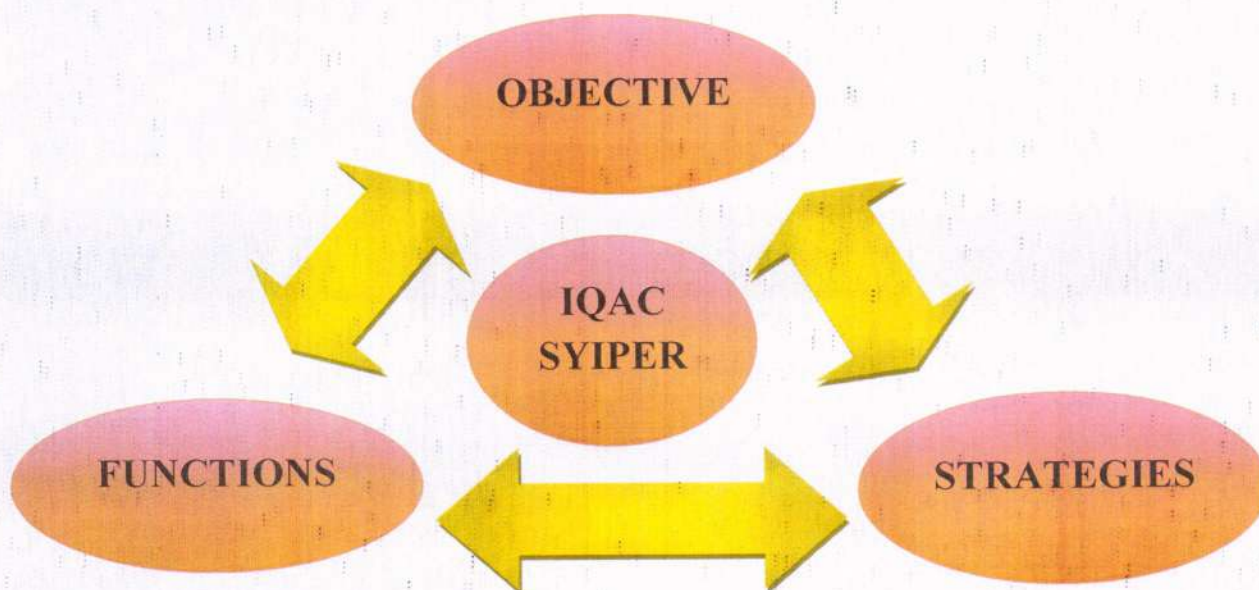 OBJECTIVE
IQAC
SYIPER
FUNCTIONS
STRATEGIES